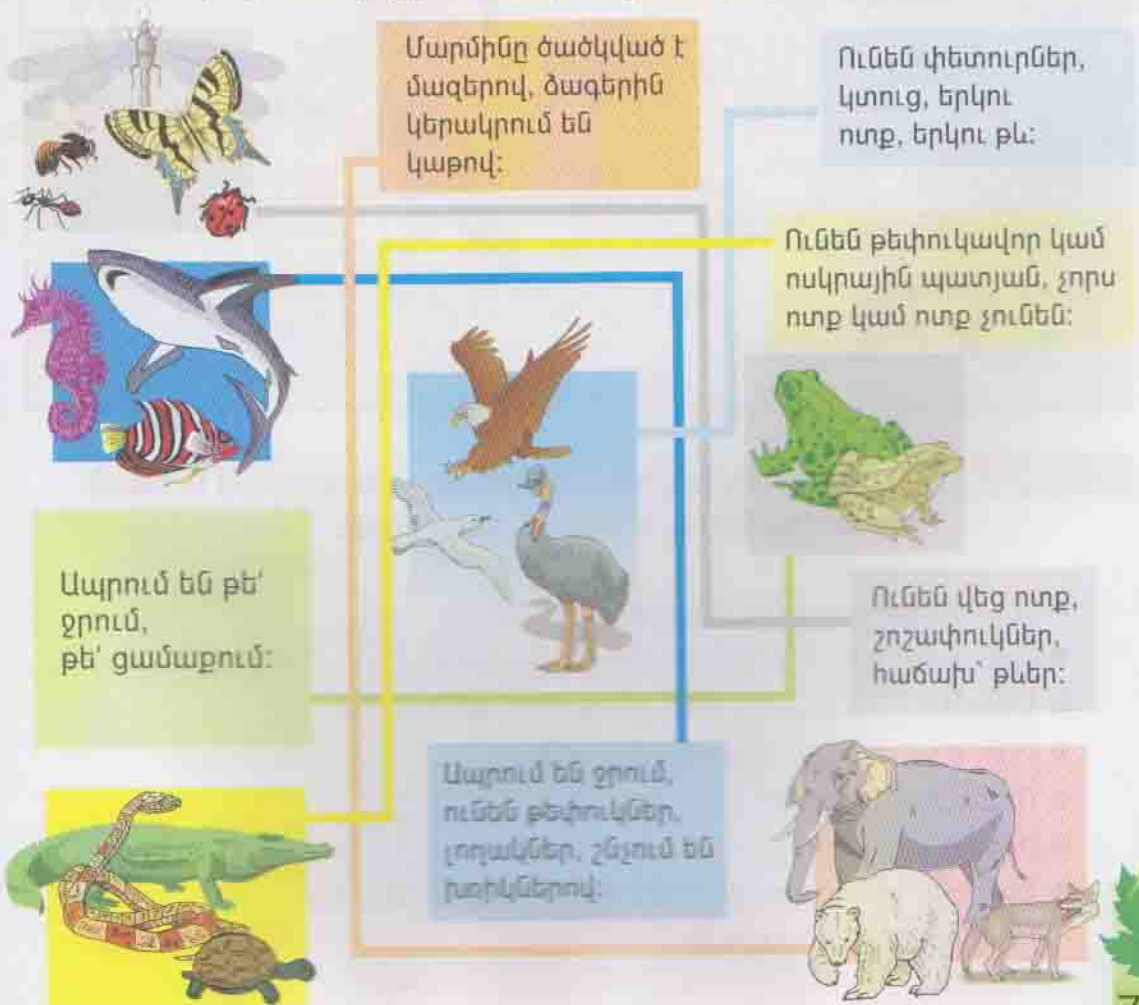 Մարմինը ծածկված է
մազերով, ձագերին
կերակրում են
կաթով:
Ունեն փետուրներ,
կտուց, երկու
ոտք, երկու թև:
Ունեն թեփուկավոր կամ
ոսկրային պատյան, չորս
ոտք կամ ոտք չունեն:
Ապրում են թե՛
ջրում,
թե՛ ցամաքում:
Ունեն վեց ոտք,
շոշափուկներ,
հաճախ՝ թևեր:
Ապրում են ջրում,
ունեն թեփուկներ,
լողակներ, շնչում են
խռիկներով: